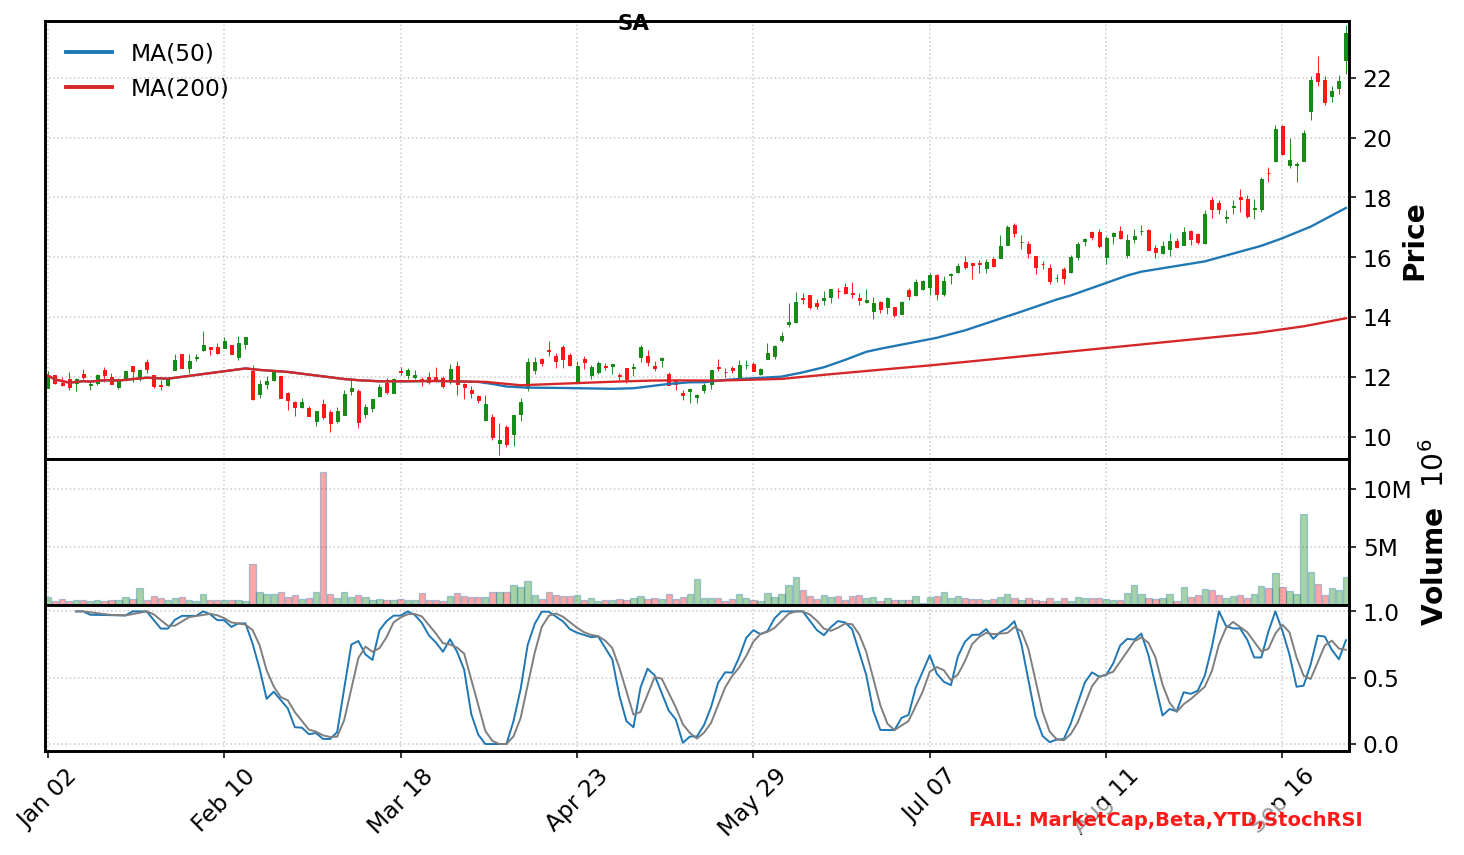 SA
MA(50)
MA(200)
22
20
18
16
14
12
10
Price
10M
5M
Volume 10^6
1.0
0.5
0.0
Jan 02
Feb 10
Mar 18
Apr 23
May 29
Jul 07
Aug 11
Sep 16
FAIL: MarketCap,Beta,YTD,StochRSI